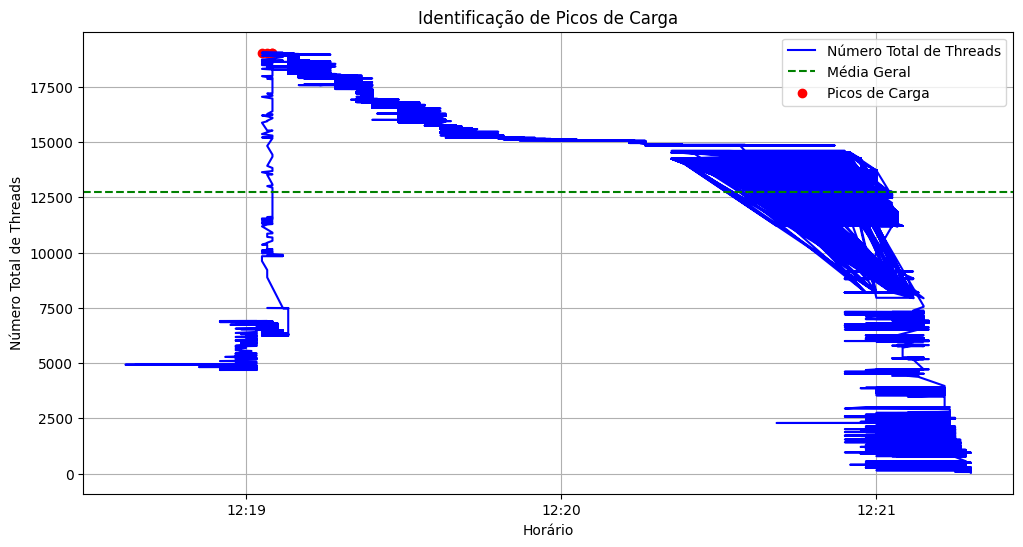 Identificação de Picos de Carga
Número Total de Threads
Média Geral
Picos de Carga
Número Total de Threads
17500
15000
12500
10000
7500
5000
2500
0
12:19
12:20
12:21
Horário